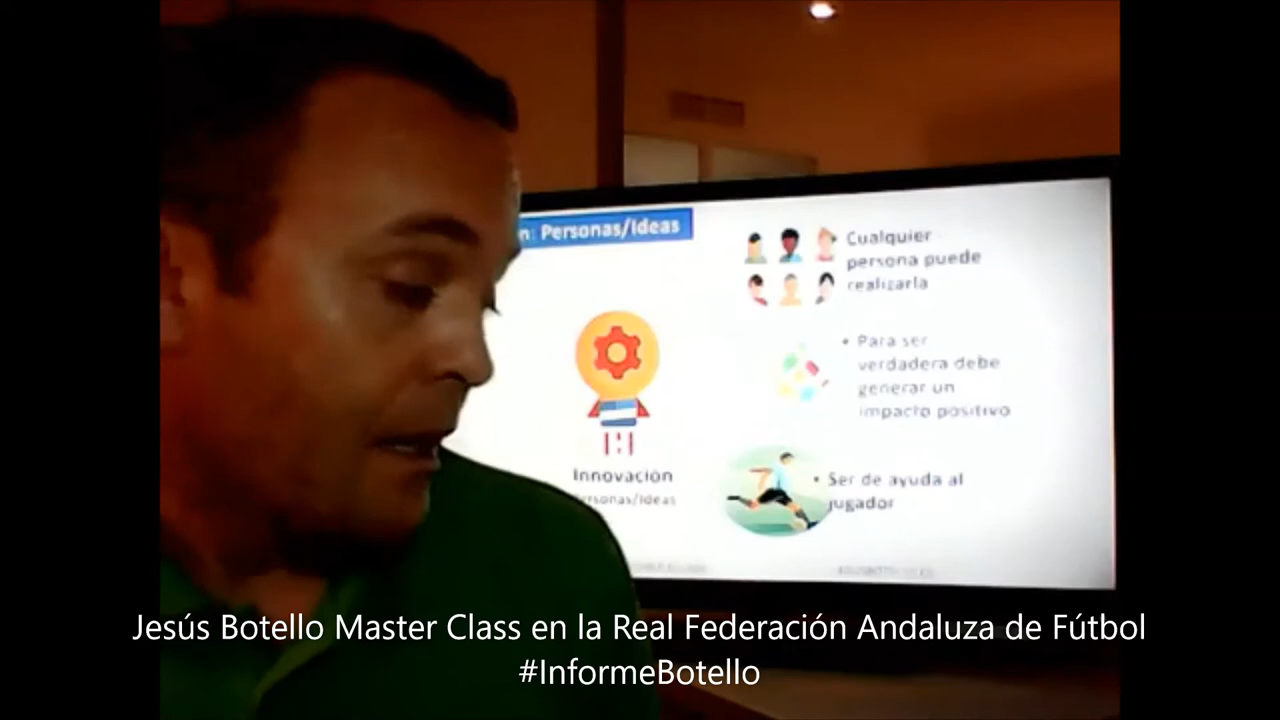 n: Personas/Ideas
Cualquier
persona puede
realizarla
• Para ser
verdadera debe
generar un
impacto positivo
Innovación
Personas/Ideas
• Ser de ayuda al
jugador
Jesús Botello Master Class en la Real Federación Andaluza de Fútbol
#InformeBotello